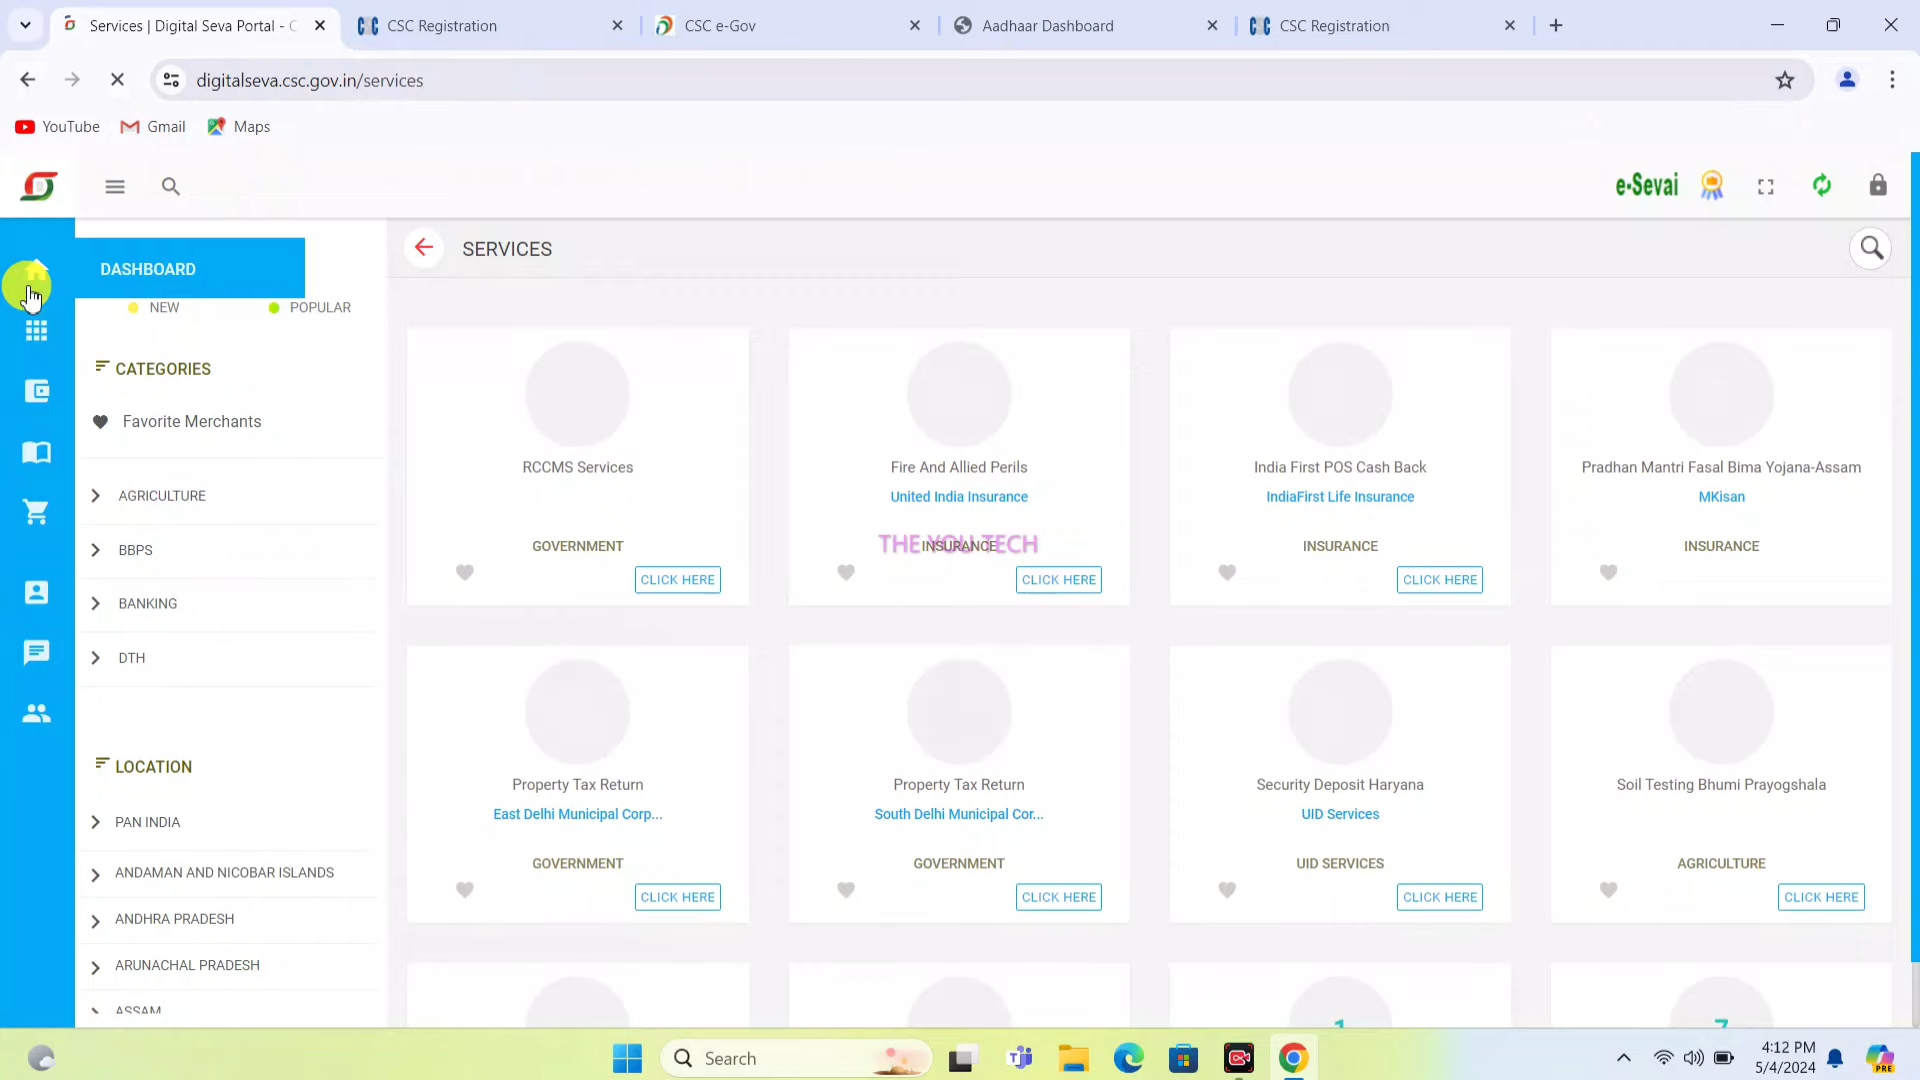 Services | Digital Seva Portal - C
CSC Registration
CSC e-Gov
Aadhaar Dashboard
CSC Registration
digitalseva.csc.gov.in/services
YouTube
Gmail
Maps
e-Sevai
DASHBOARD
SERVICES
NEW
POPULAR
CATEGORIES
Favorite Merchants
AGRICULTURE
BBPS
BANKING
DTH
LOCATION
PAN INDIA
ANDAMAN AND NICOBAR ISLANDS
ANDHRA PRADESH
ARUNACHAL PRADESH
ASSAM
RCCMS Services
GOVERNMENT
CLICK HERE
Fire And Allied Perils
United India Insurance
INSURANCE
THE YOU TECH
CLICK HERE
India First POS Cash Back
IndiaFirst Life Insurance
INSURANCE
CLICK HERE
Pradhan Mantri Fasal Bima Yojana-Assam
MKisan
INSURANCE
Property Tax Return
East Delhi Municipal Corp...
GOVERNMENT
CLICK HERE
Property Tax Return
South Delhi Municipal Cor...
GOVERNMENT
CLICK HERE
Security Deposit Haryana
UID Services
UID SERVICES
CLICK HERE
Soil Testing Bhumi Prayogshala
AGRICULTURE
CLICK HERE
Search
4:12 PM
5/4/2024
PRE